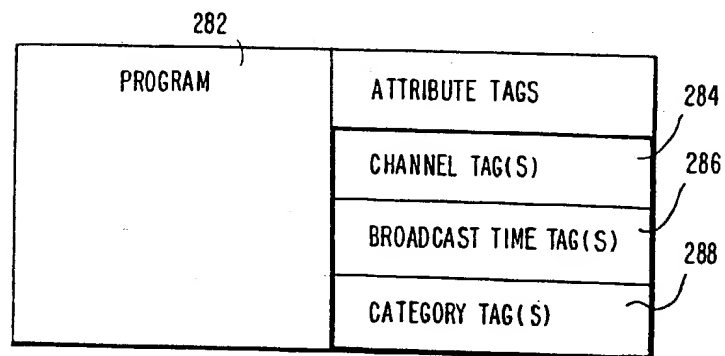 282
PROGRAM
ATTRIBUTE TAGS
284
CHANNEL TAG(S)
286
BROADCAST TIME TAG(S)
288
CATEGORY TAG(S)